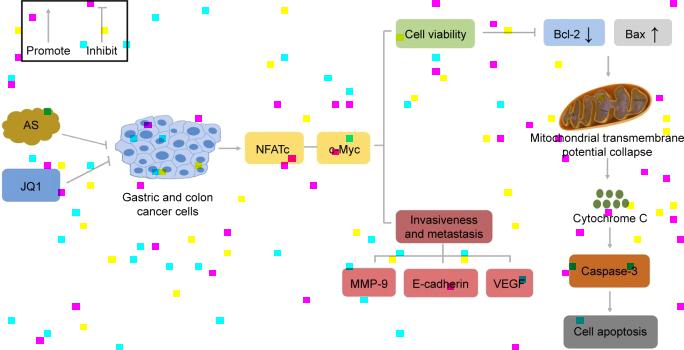 Promote Inhibit
AS
JQ1
Gastric and colon
cancer cells
NFATc
c-Myc
Cell viability
Bcl-2 ↓
Bax ↑
Mitochondrial transmembrane
potential collapse
Cytochrome C
Caspase-3
Cell apoptosis
Invasiveness
and metastasis
MMP-9
E-cadherin
VEGF